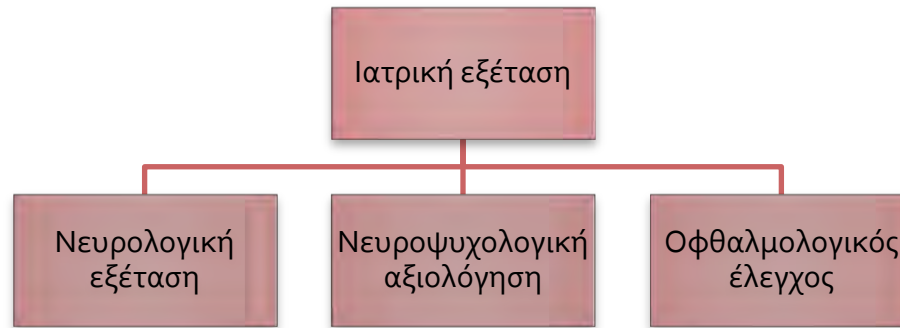 Ιατρική εξέταση
Νευρολογική
εξέταση
Νευροψυχολογική
αξιολόγηση
Οφθαλμολογικός
έλεγχος